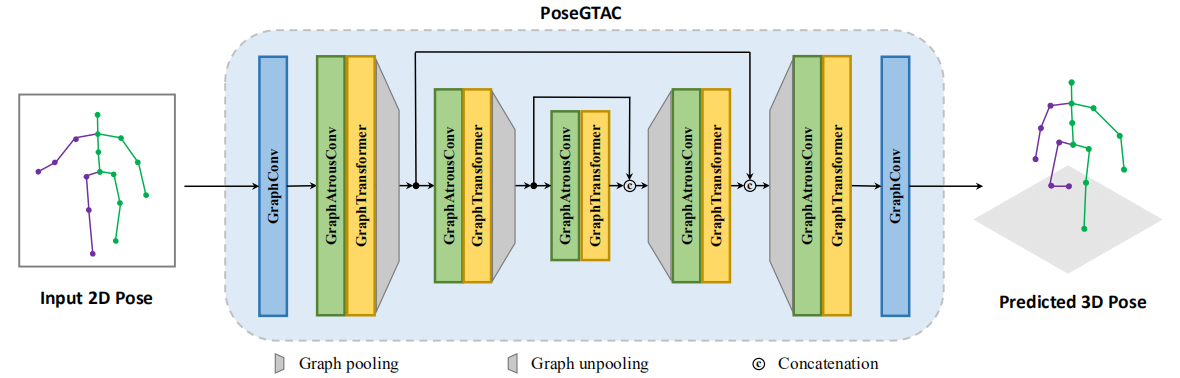 PoseGTAC
GraphConv
GraphAtrousConv
GraphTransformer
GraphAtrousConv
GraphTransformer
GraphAtrousConv
GraphTransformer
c
GraphAtrousConv
GraphTransformer
c
GraphAtrousConv
GraphTransformer
GraphConv
Input 2D Pose
Predicted 3D Pose
Graph pooling
Graph unpooling
c Concatenation